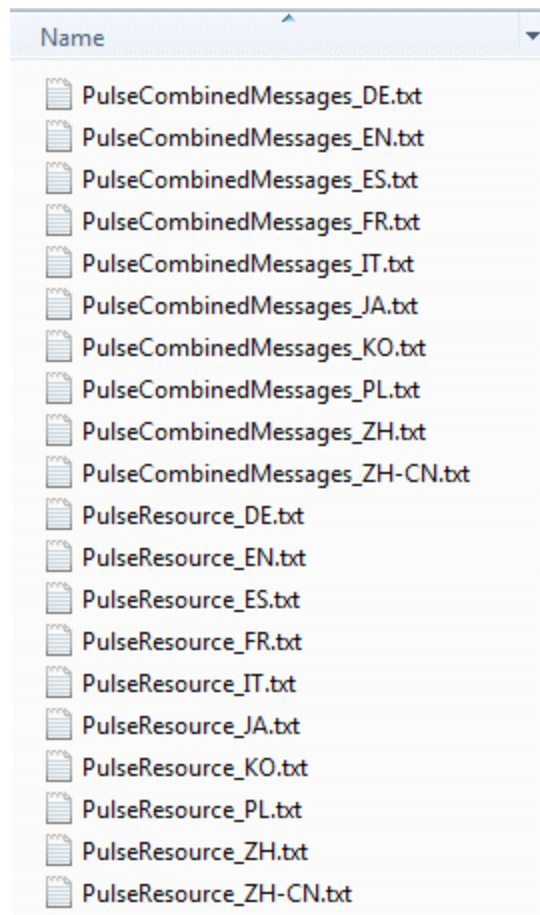 Name
PulseCombinedMessages_DE.txt
PulseCombinedMessages_EN.txt
PulseCombinedMessages_ES.txt
PulseCombinedMessages_FR.txt
PulseCombinedMessages_IT.txt
PulseCombinedMessages_JA.txt
PulseCombinedMessages_KO.txt
PulseCombinedMessages_PL.txt
PulseCombinedMessages_ZH.txt
PulseCombinedMessages_ZH-CN.txt
PulseResource_DE.txt
PulseResource_EN.txt
PulseResource_ES.txt
PulseResource_FR.txt
PulseResource_IT.txt
PulseResource_JA.txt
PulseResource_KO.txt
PulseResource_PL.txt
PulseResource_ZH.txt
PulseResource_ZH-CN.txt